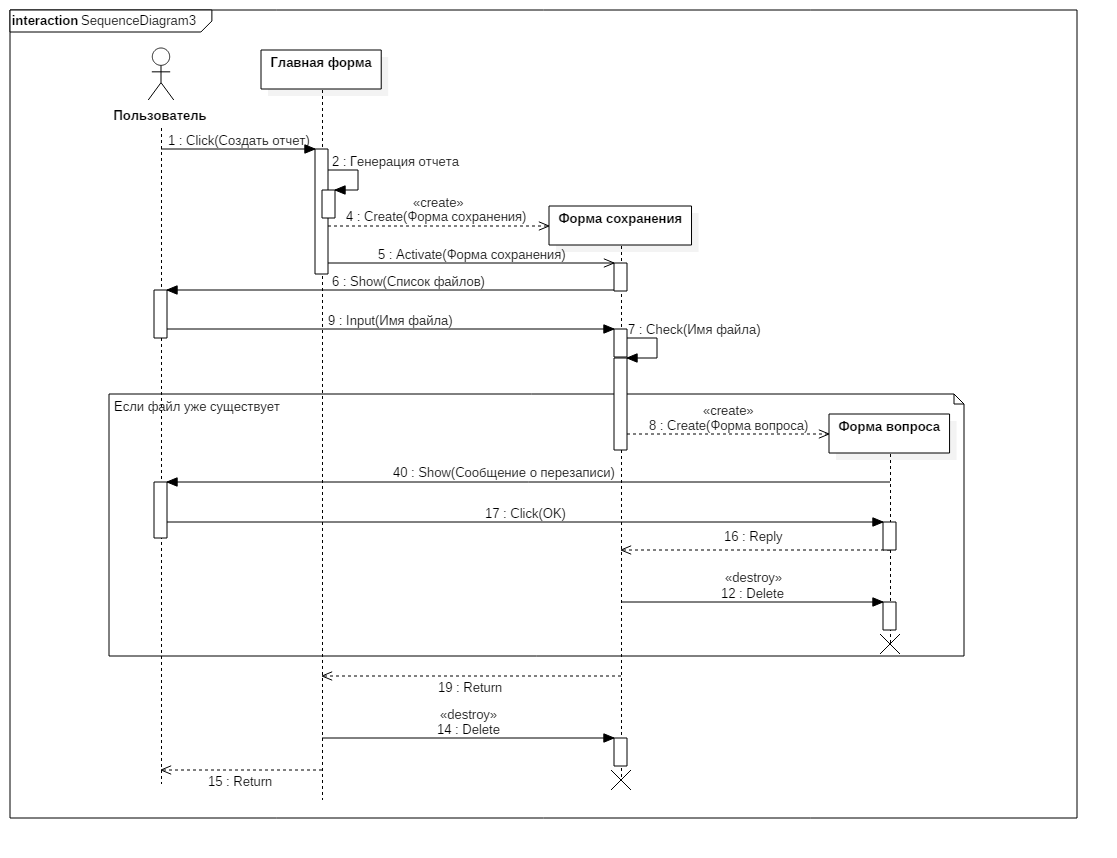 interaction SequenceDiagram3
Главная форма
Пользователь
1 : Click(Создать отчет)
2 : Генерация отчета
«create»
4 : Create(Форма сохранения)
Форма сохранения
5 : Activate(Форма сохранения)
6 : Show(Список файлов)
9 : Input(Имя файла)
7 : Check(Имя файла)
Если файл уже существует
«create»
8 : Create(Форма вопроса)
Форма вопроса
40 : Show(Сообщение о перезаписи)
17 : Click(OK)
16 : Reply
«destroy»
12 : Delete
19 : Return
«destroy»
14 : Delete
15 : Return